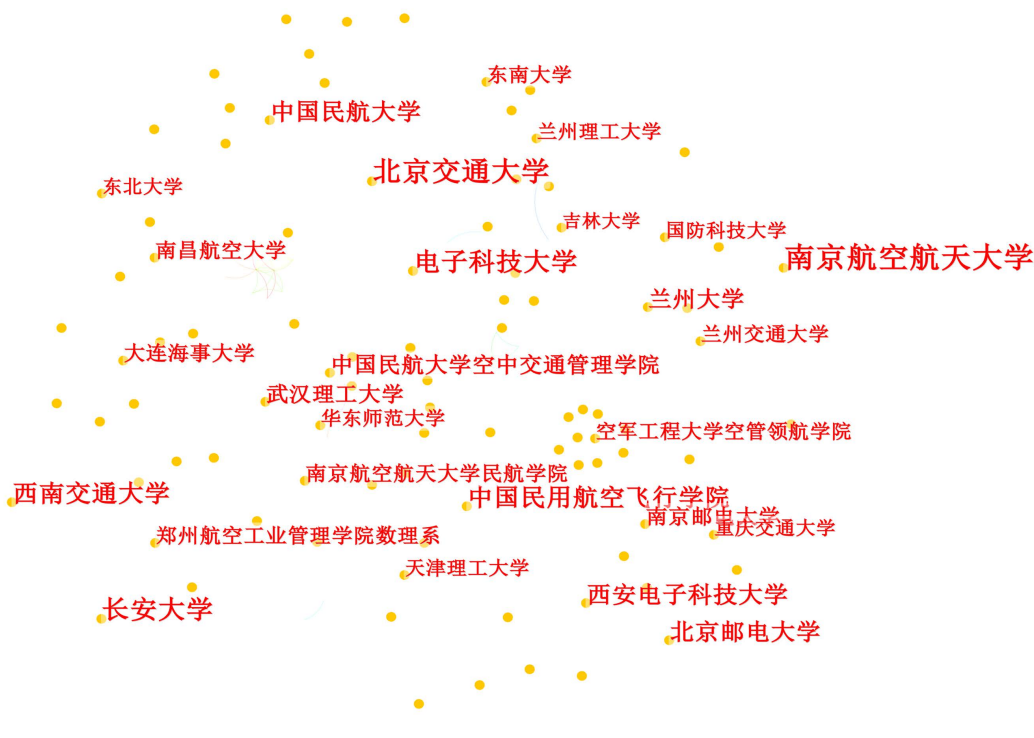 东南大学
中国民航大学
兰州理工大学
北京交通大学
东北大学
吉林大学
国防科技大学
南昌航空大学
南京航空航天大学
电子科技大学
兰州大学
兰州交通大学
大连海事大学
中国民航大学空中交通管理学院
武汉理工大学
华东师范大学
空军工程大学空管领航学院
南京航空航天大学民航学院
西南交通大学
中国民用航空飞行学院
南京邮电大学
重庆交通大学
郑州航空工业管理学院数理系
天津理工大学
西安电子科技大学
长安大学
北京邮电大学